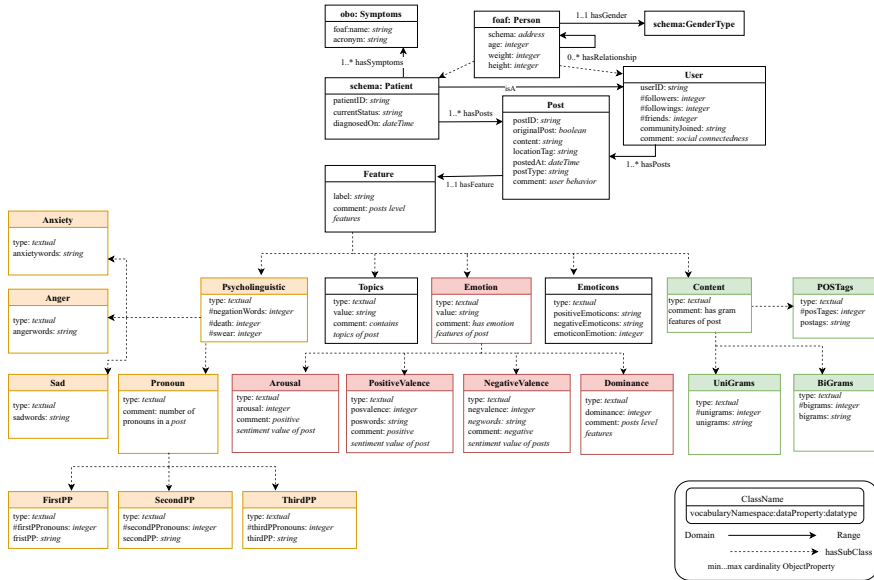 obo: Symptoms
foaf:name: string
acronym: string
foaf: Person
schema: address
age: integer
weight: integer
height: integer
1..1 hasGender
schema:GenderType
0..* hasRelationship
1..* hasSymptoms
schema: Patient
patientID: string
currentStatus: string
diagnosedOn: dateTime
isA
User
userID: string
#followers: integer
#followings: integer
#friends: integer
communityJoined: string
comment: social connectedness
1..* hasPosts
Post
postID: string
originalPost: boolean
content: string
locationTag: string
postedAt: dateTime
postType: string
comment: user behavior
1..* hasPosts
1..1 hasFeature
Feature
label: string
comment: posts level
features
Anxiety
type: textual
anxietywords: string
Anger
type: textual
angerwords: string
Psycholinguistic
type: textual
#negationWords: integer
#death: integer
#swear: integer
Topics
type: textual
value: string
comment: contains
topics of post
Emotion
type: textual
value: string
comment: has emotion
features of post
Emoticons
type: textual
positiveEmoticons: string
negativeEmoticons: string
emoticonEmotion: integer
Content
type: textual
comment: has gram
features of post
POSTags
type: textual
#posTages: integer
postags: string
Sad
type: textual
sadwords: string
Pronoun
type: textual
comment: number of
pronouns in a post
Arousal
type: textual
arousal: integer
comment: positive
sentiment value of post
PositiveValence
type: textual
posvalence: integer
poswords: string
comment: positive
sentiment value of post
NegativeValence
type: textual
negvalence: integer
negwords: string
comment: negative
sentiment value of posts
Dominance
type: textual
dominance: integer
comment: posts level
features
UniGrams
type: textual
#unigrams: integer
unigrams: string
BiGrams
type: textual
#bigrams: integer
bigrams: string
FirstPP
type: textual
#firstPPronouns: integer
fristPP: string
SecondPP
type: textual
#secondPPronouns: integer
secondPP: string
ThirdPP
type: textual
#thirdPPronouns: integer
thirdPP: string
ClassName
vocabularyNamespace:dataProperty:datatype
Domain
Range
hasSubClass
min...max cardinality ObjectProperty